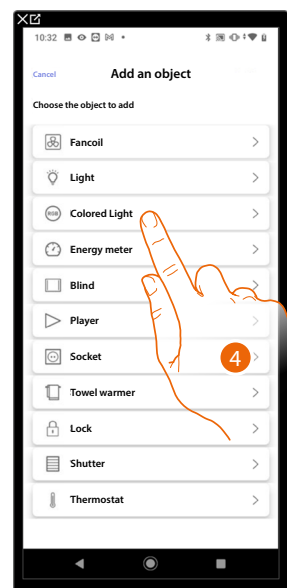 10:32
Cancel Add an object
Choose the object to add
Fancoil
Light
RGB Colored Light
Energy meter
Blind
Player
Socket 4
Towel warmer
Lock
Shutter
Thermostat